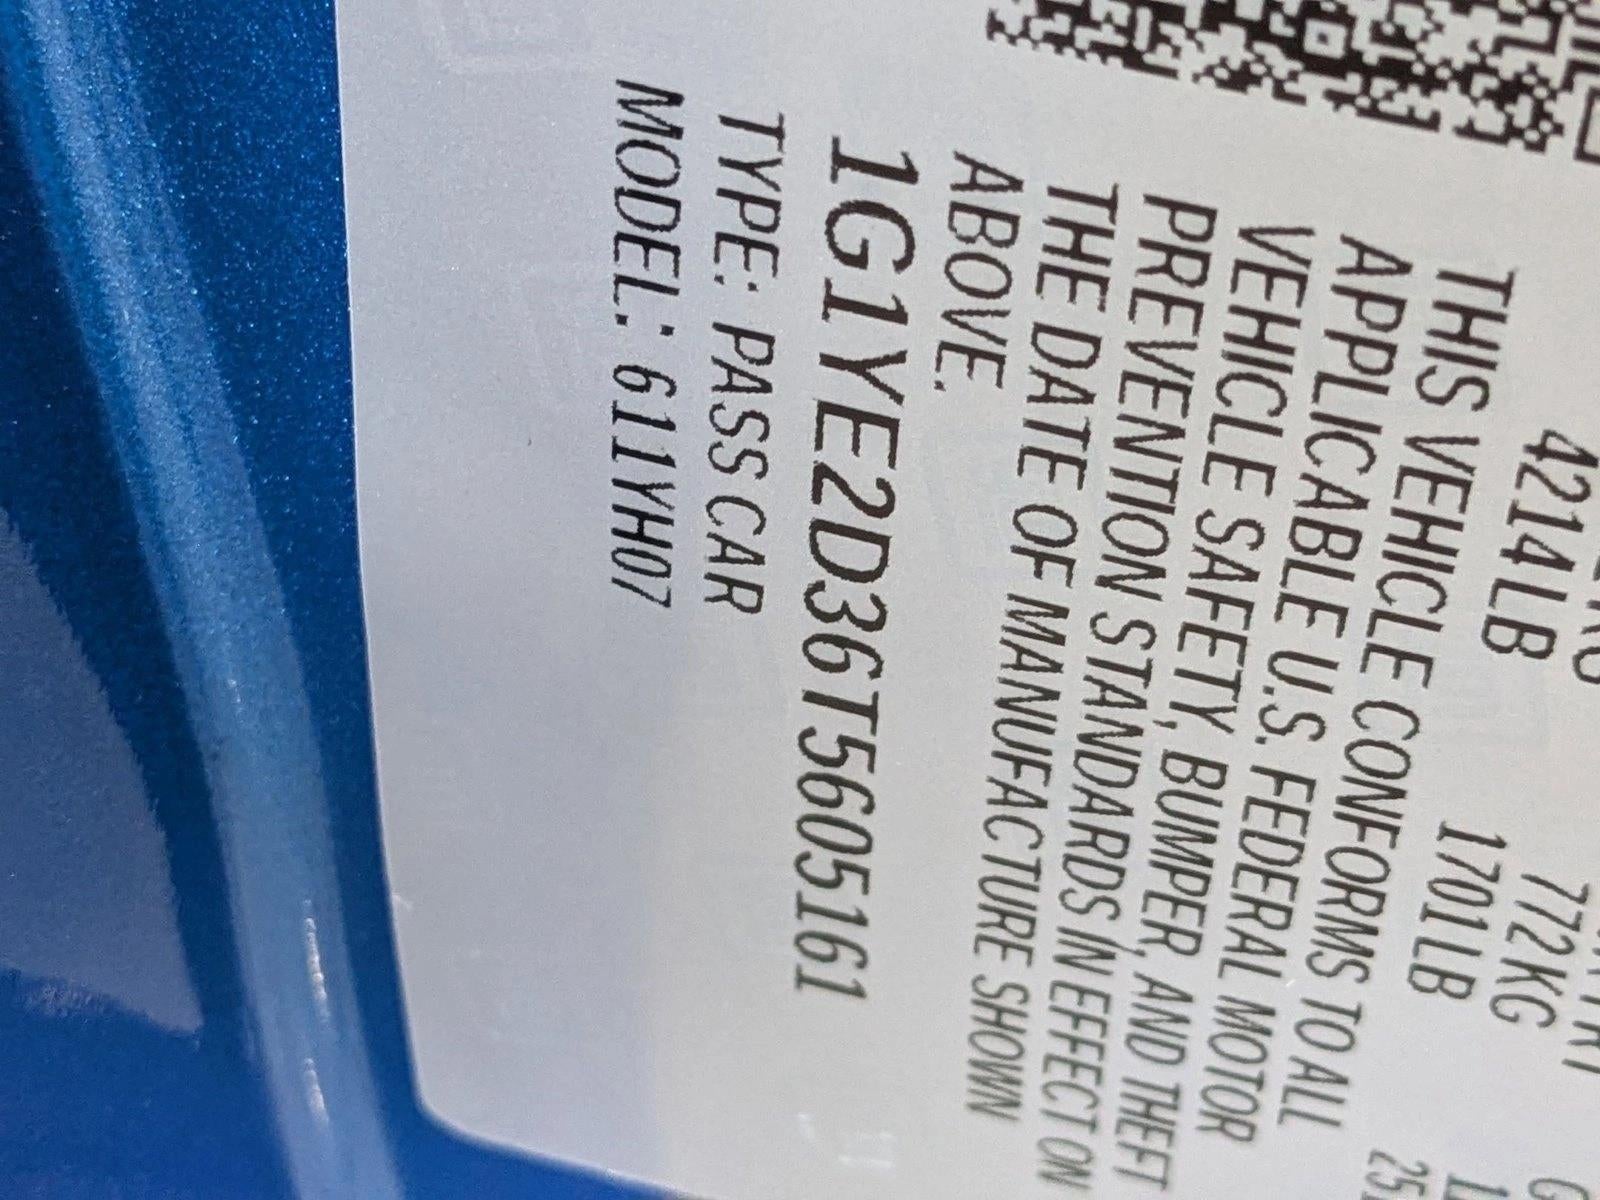 4214LB 1701LB
772KG
THIS VEHICLE CONFORMS TO ALL
APPLICABLE U.S. FEDERAL MOTOR
VEHICLE SAFETY, BUMPER, AND THEFT
PREVENTION STANDARDS IN EFFECT ON
THE DATE OF MANUFACTURE SHOWN
ABOVE.
1G1YE2D36T5605161
TYPE: PASS CAR
MODEL: 611YH07